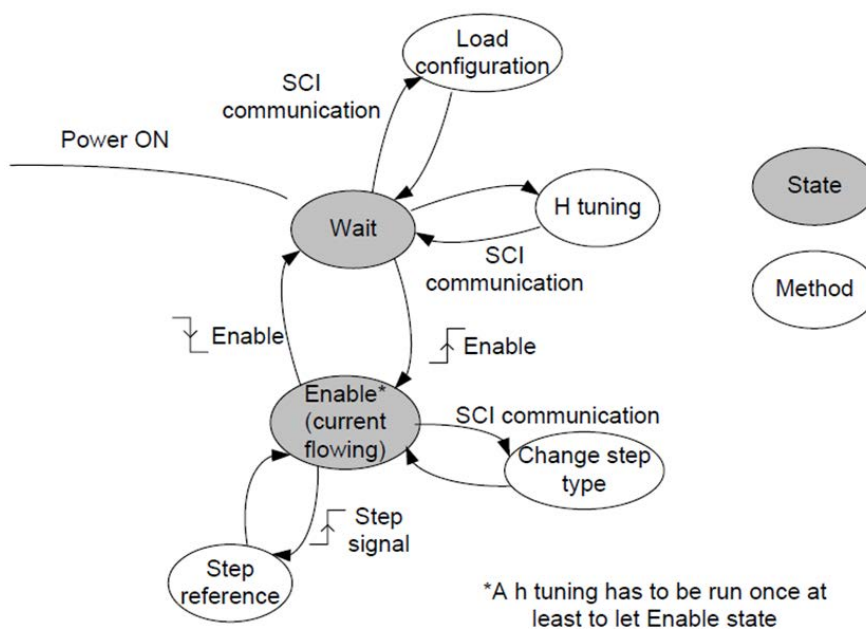 Load
configuration
SCI
communication
Power ON
State
H tuning
Wait
SCI
communication
Method
Enable
Enable
Enable*
(current
flowing)
SCI communication
Change step
type
Step
signal
Step
reference
*A h tuning has to be run once at
least to let Enable state